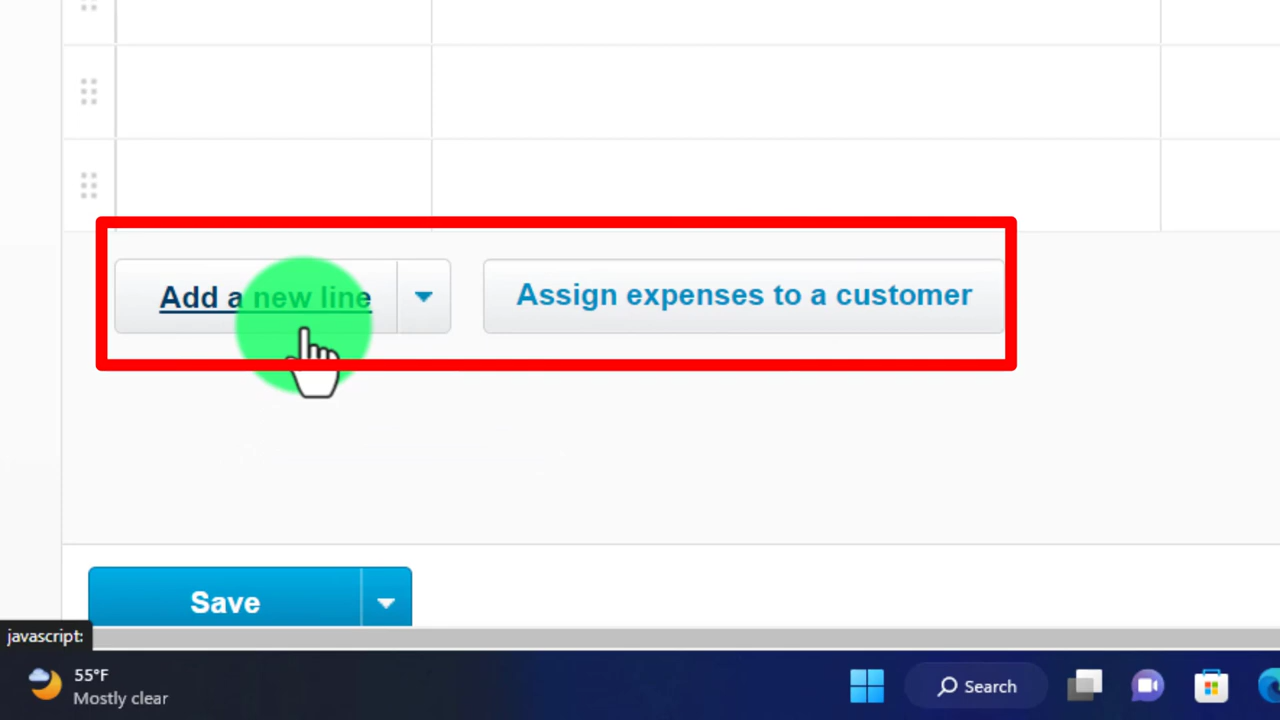 Add a new line
Assign expenses to a customer
Save
javascript:
55°F
Mostly clear
Search